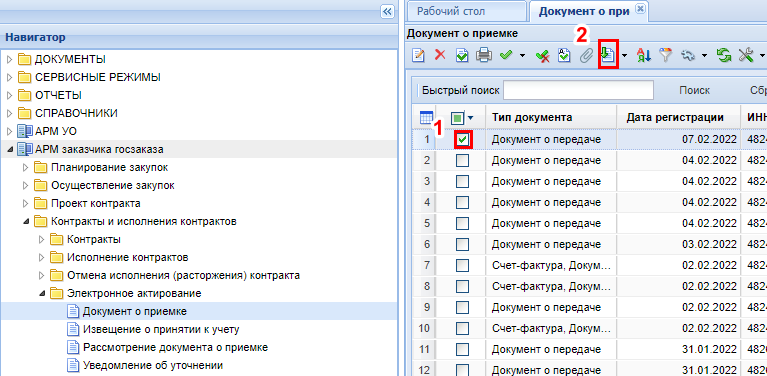 Навигатор
ДОКУМЕНТЫ
СЕРВИСНЫЕ РЕЖИМЫ
ОТЧЕТЫ
СПРАВОЧНИКИ
АРМ УО
АРМ заказчика госзаказа
Планирование закупок
Осуществление закупок
Проект контракта
Контракты и исполнения контрактов
Контракты
Исполнение контрактов
Отмена исполнения (расторжения) контракта
Электронное актирование
Документ о приемке
Извещение о принятии к учету
Рассмотрение документа о приемке
Уведомление об уточнении
Рабочий стол Документ о при
Документ о приемке
2
Быстрый поиск Поиск Сбр
1
Тип документа Дата регистрации ИНН
1 Документ о передаче 07.02.2022 4824
2 Документ о передаче 04.02.2022 4824
3 Документ о передаче 04.02.2022 4824
4 Документ о передаче 04.02.2022 4824
5 Документ о передаче 04.02.2022 4824
6 Документ о передаче 03.02.2022 4824
7 Счет-фактура, Докум... 02.02.2022 4824
8 Счет-фактура, Докум... 02.02.2022 4824
9 Документ о передаче 02.02.2022 4824
10 Счет-фактура, Докум... 02.02.2022 4824
11 Документ о передаче 31.01.2022 4820
12 Документ о передаче 31.01.2022 4820